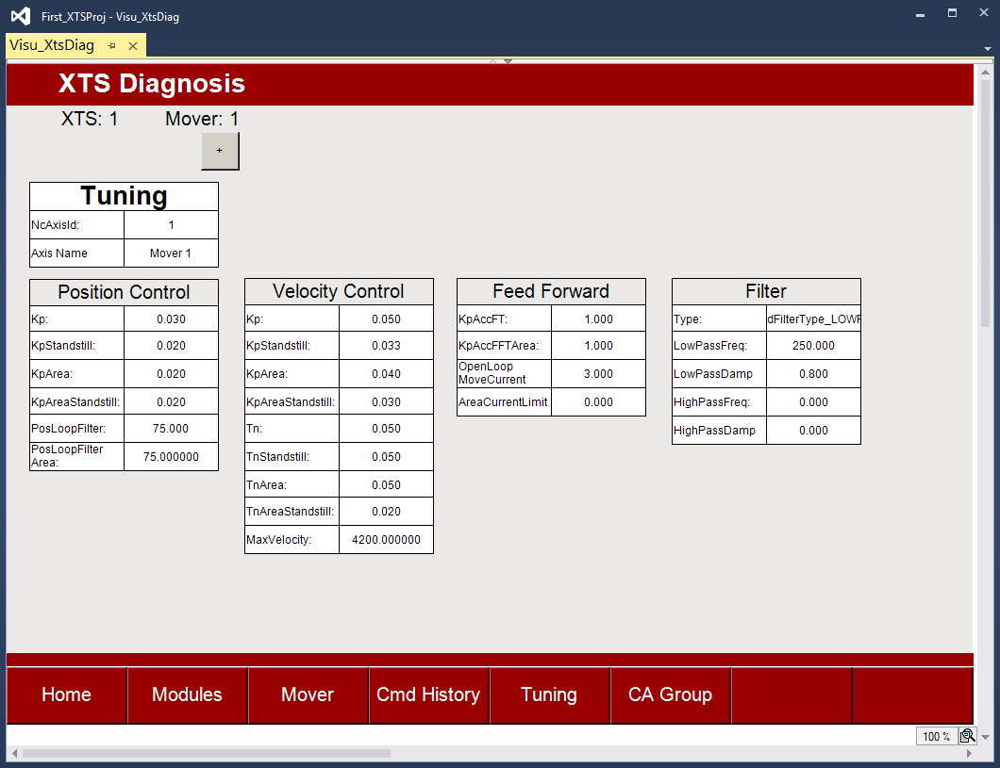 First_XTSProj - Visu_XtsDiag
Visu_XtsDiag
XTS Diagnosis
XTS: 1 Mover: 1
+
Tuning
NcAxisId: 1
Axis Name Mover 1
Position Control
Kp: 0.030
KpStandstill: 0.020
KpArea: 0.020
KpAreaStandstill: 0.020
PosLoopFilter: 75.000
PosLoopFilter
Area: 75.000000
Velocity Control
Kp: 0.050
KpStandstill: 0.033
KpArea: 0.040
KpAreaStandstill: 0.030
Tn: 0.050
TnStandstill: 0.050
TnArea: 0.050
TnAreaStandstill: 0.020
MaxVelocity: 4200.000000
Feed Forward
KpAccFT: 1.000
KpAccFFTArea: 1.000
OpenLoop
MoveCurrent 3.000
AreaCurrentLimit 0.000
Filter
Type: dFilterType_LOWF
LowPassFreq: 250.000
LowPassDamp 0.800
HighPassFreq: 0.000
HighPassDamp 0.000
Home Modules Mover Cmd History Tuning CA Group
100 %